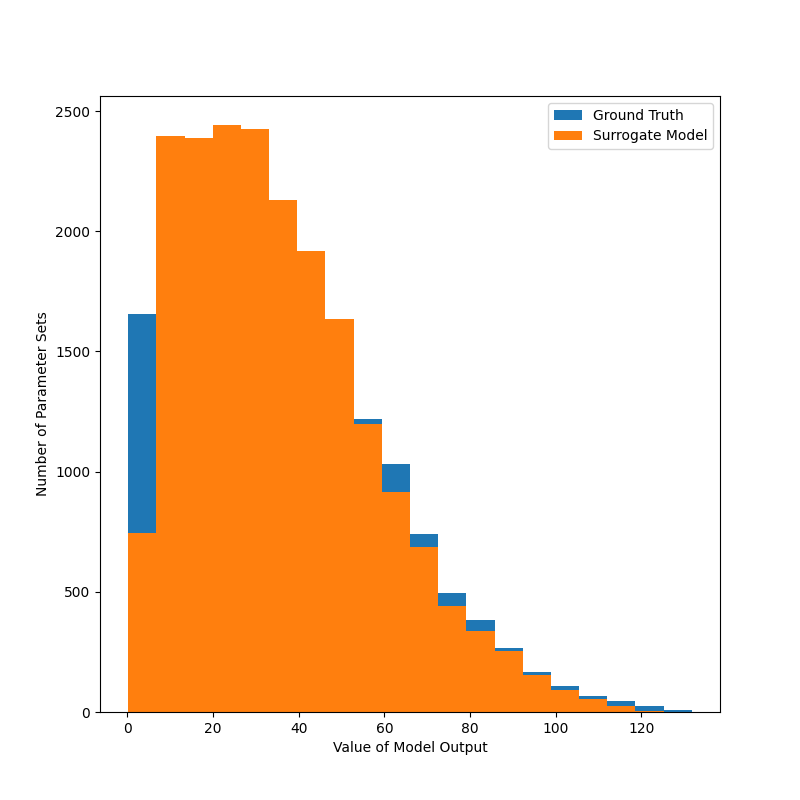 Ground Truth
Surrogate Model
2500
2000
1500
1000
500
0
Number of Parameter Sets
0 20 40 60 80 100 120
Value of Model Output